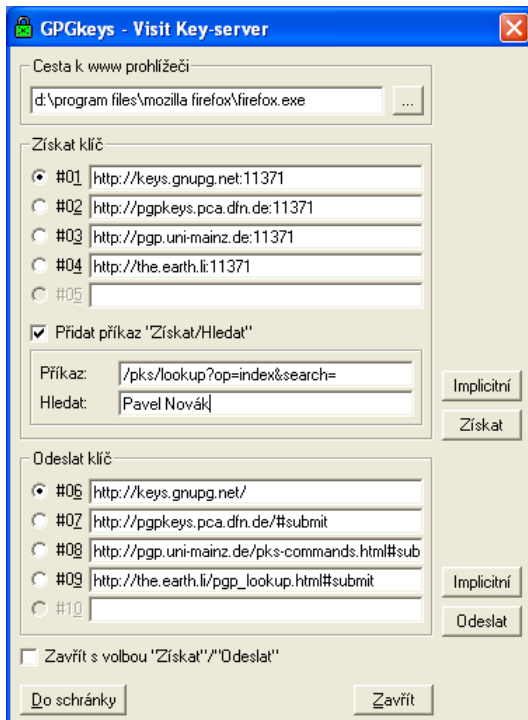 GPGkeys - Visit Key-server
Cesta k www prohlížeči
d:\program files\mozilla firefox\firefox.exe
...
Získat klíč
#01 http://keys.gnupg.net:11371
#02 http://pgpkeys.pca.dfn.de:11371
#03 http://pgp.uni-mainz.de:11371
#04 http://the.earth.li:11371
#05
Přidat příkaz "Získat/Hledat"
Příkaz: /pks/lookup?op=index&search=
Hledat: Pavel Novák
Implicitní
Získat
Odeslat klíč
#06 http://keys.gnupg.net/
#07 http://pgpkeys.pca.dfn.de/#submit
#08 http://pgp.uni-mainz.de/pks-commands.html#sub
#09 http://the.earth.li/pgp_lookup.html#submit
#10
Implicitní
Odeslat
Zavřít s volbou "Získat"/"Odeslat"
Do schránky Zavřít